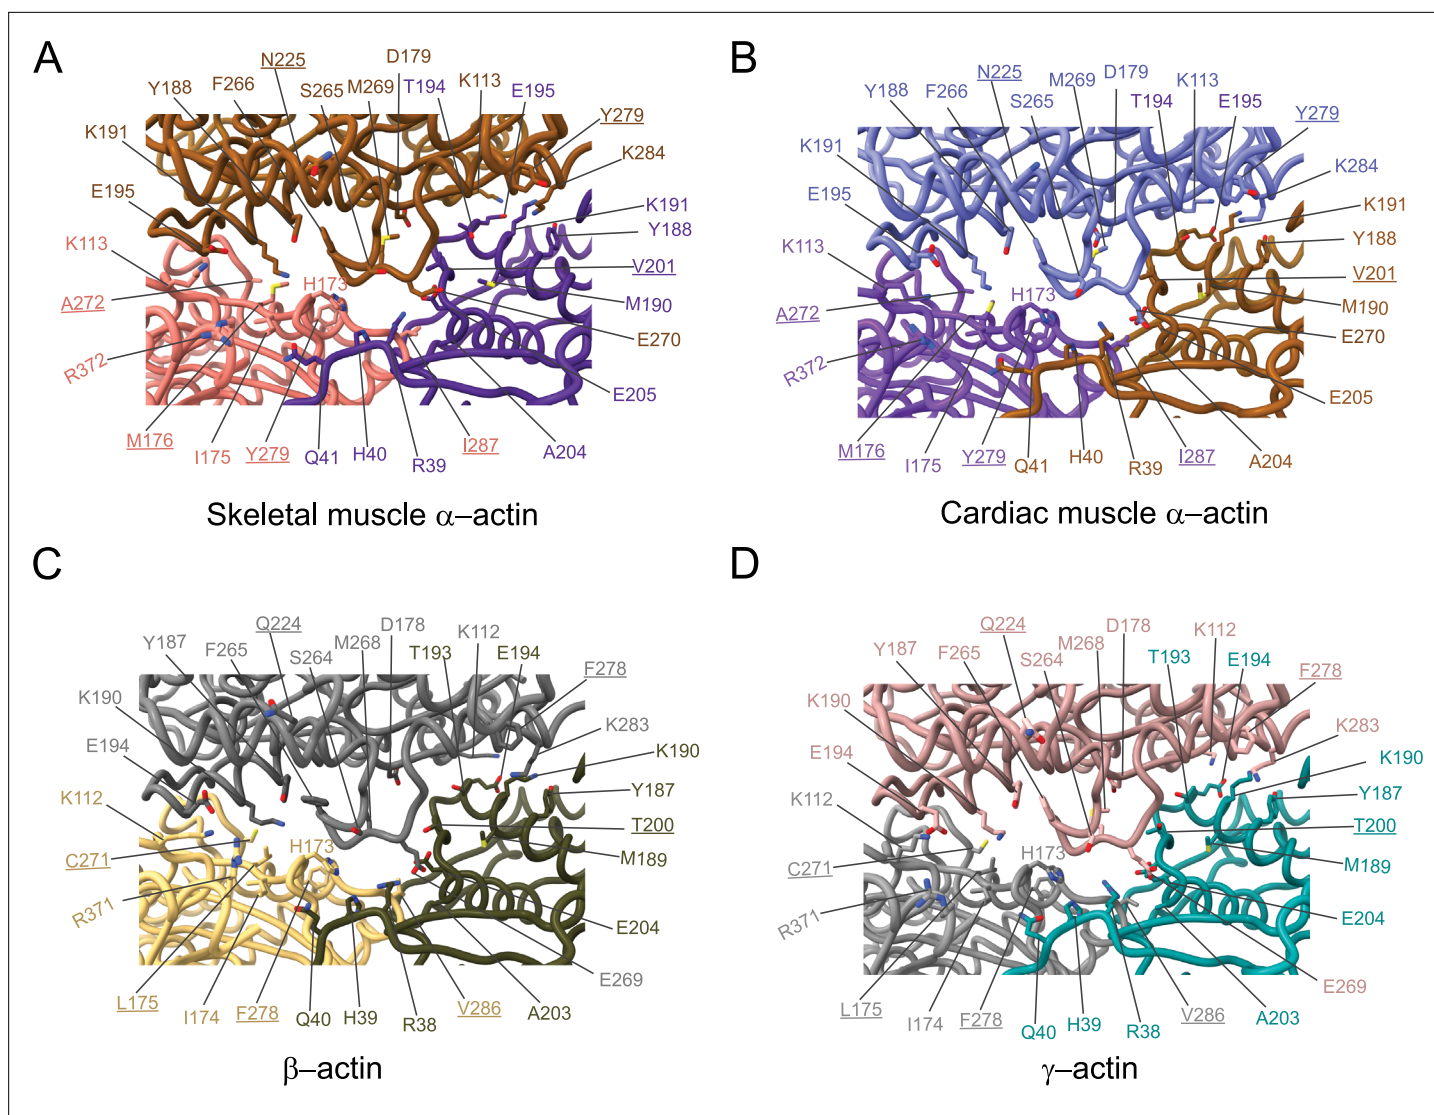 A
N225
D179
Y188
F266
S265
M269
T194
K113
E195
Y279
K191
K284
E195
K191
Y188
K113
H173
V201
A272
M190
E270
R372
E205
M176
I175
Y279
Q41
H40
R39
I287
A204
Skeletal muscle α–actin
B
N225
M269
D179
Y188
F266
S265
T194
K113
E195
Y279
K191
K284
E195
K191
Y188
K113
H173
V201
A272
M190
E270
R372
E205
M176
I175
Y279
Q41
H40
R39
I287
A204
Cardiac muscle α–actin
C
Q224
D178
Y187
F265
S264
M268
T193
K112
E194
F278
K190
K283
E194
K190
Y187
K112
H173
T200
C271
M189
R371
E204
E269
L175
I174
F278
Q40
H39
R38
V286
A203
β–actin
D
Q224
M268
D178
Y187
F265
S264
T193
K112
E194
F278
K190
K283
E194
K190
Y187
K112
H173
T200
C271
M189
R371
E204
E269
L175
I174
F278
Q40
H39
R38
V286
A203
γ–actin